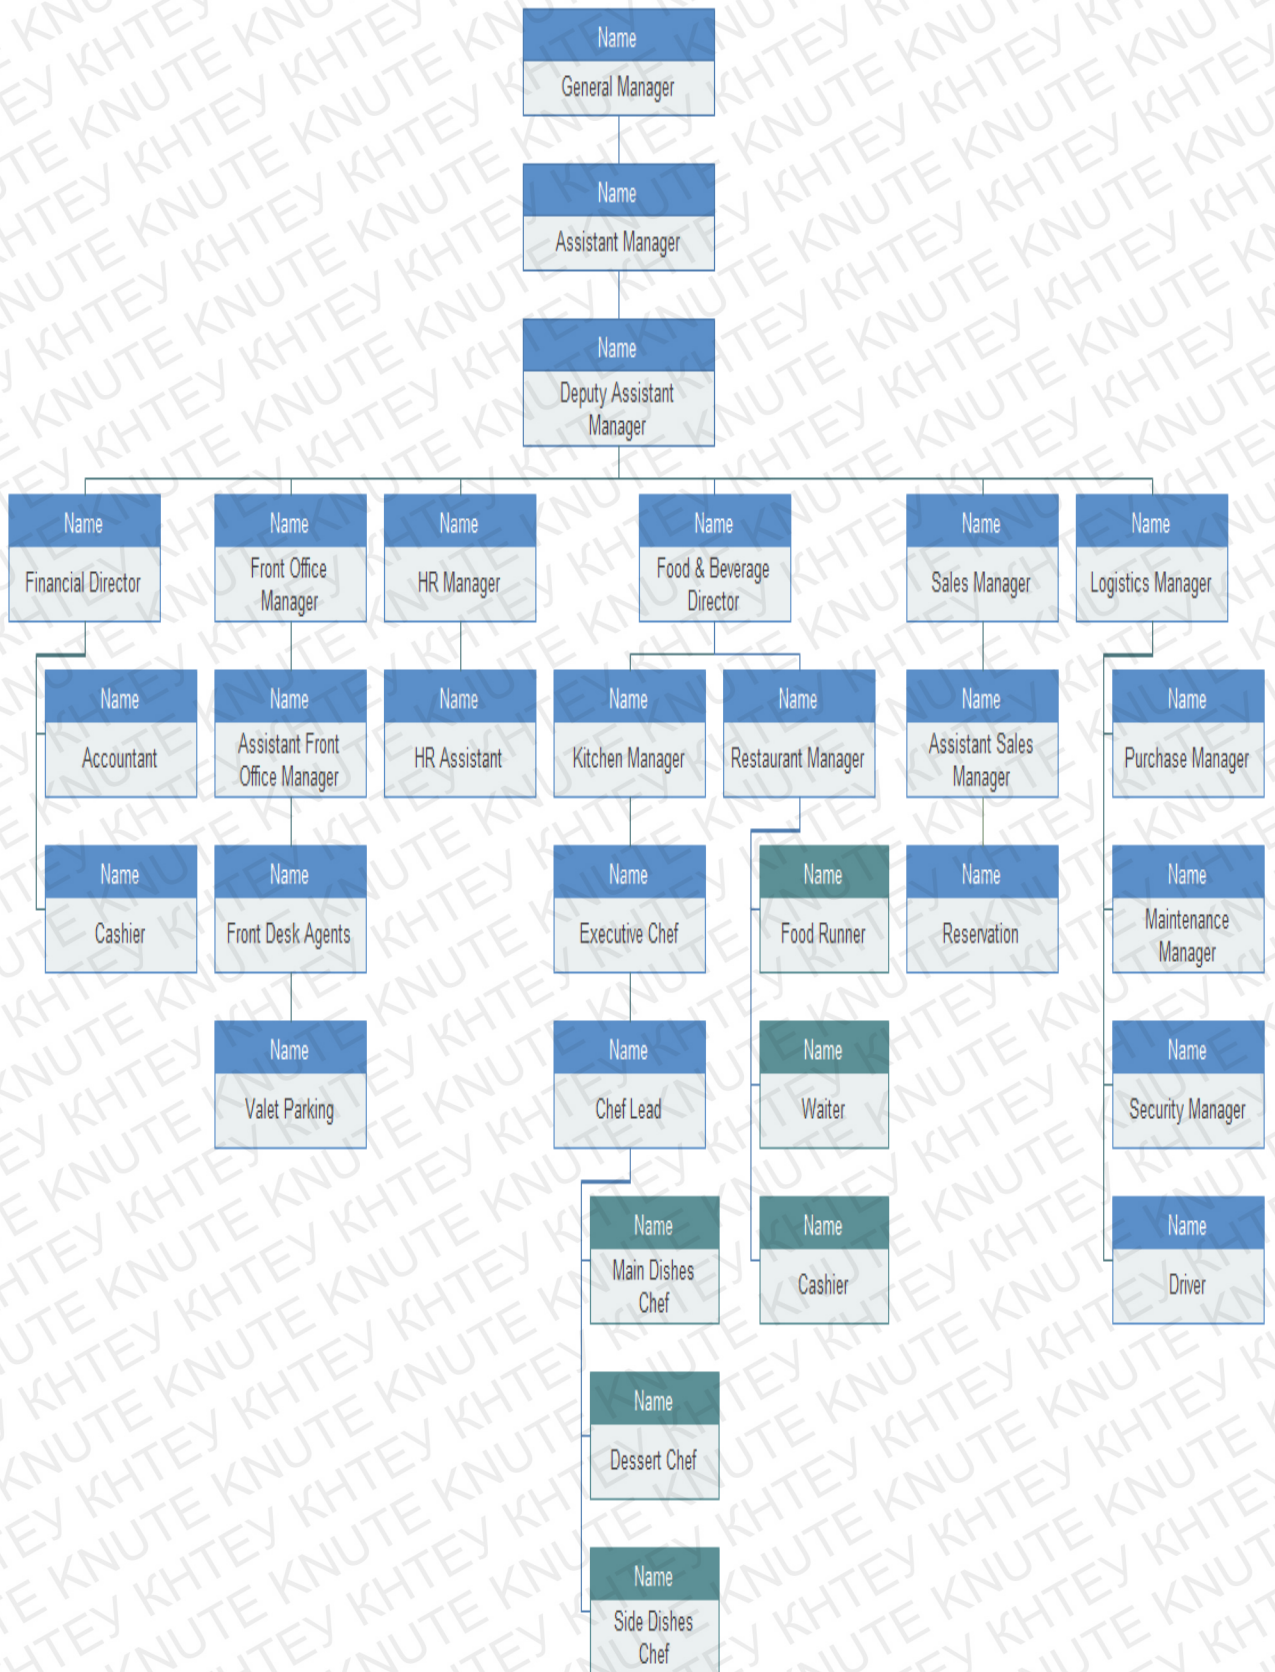 Name
General Manager
Name
Assistant Manager
Name
Deputy Assistant
Manager
Name
Financial Director
Name
Front Office
Manager
Name
HR Manager
Name
Food & Beverage
Director
Name
Sales Manager
Name
Logistics Manager
Name
Accountant
Name
Assistant Front
Office Manager
Name
HR Assistant
Name
Kitchen Manager
Name
Restaurant Manager
Name
Assistant Sales
Manager
Name
Purchase Manager
Name
Cashier
Name
Front Desk Agents
Name
Executive Chef
Name
Food Runner
Name
Reservation
Name
Maintenance
Manager
Name
Valet Parking
Name
Chef Lead
Name
Waiter
Name
Security Manager
Name
Main Dishes
Chef
Name
Cashier
Name
Driver
Name
Dessert Chef
Name
Side Dishes
Chef
KNUTE КНТЕУ